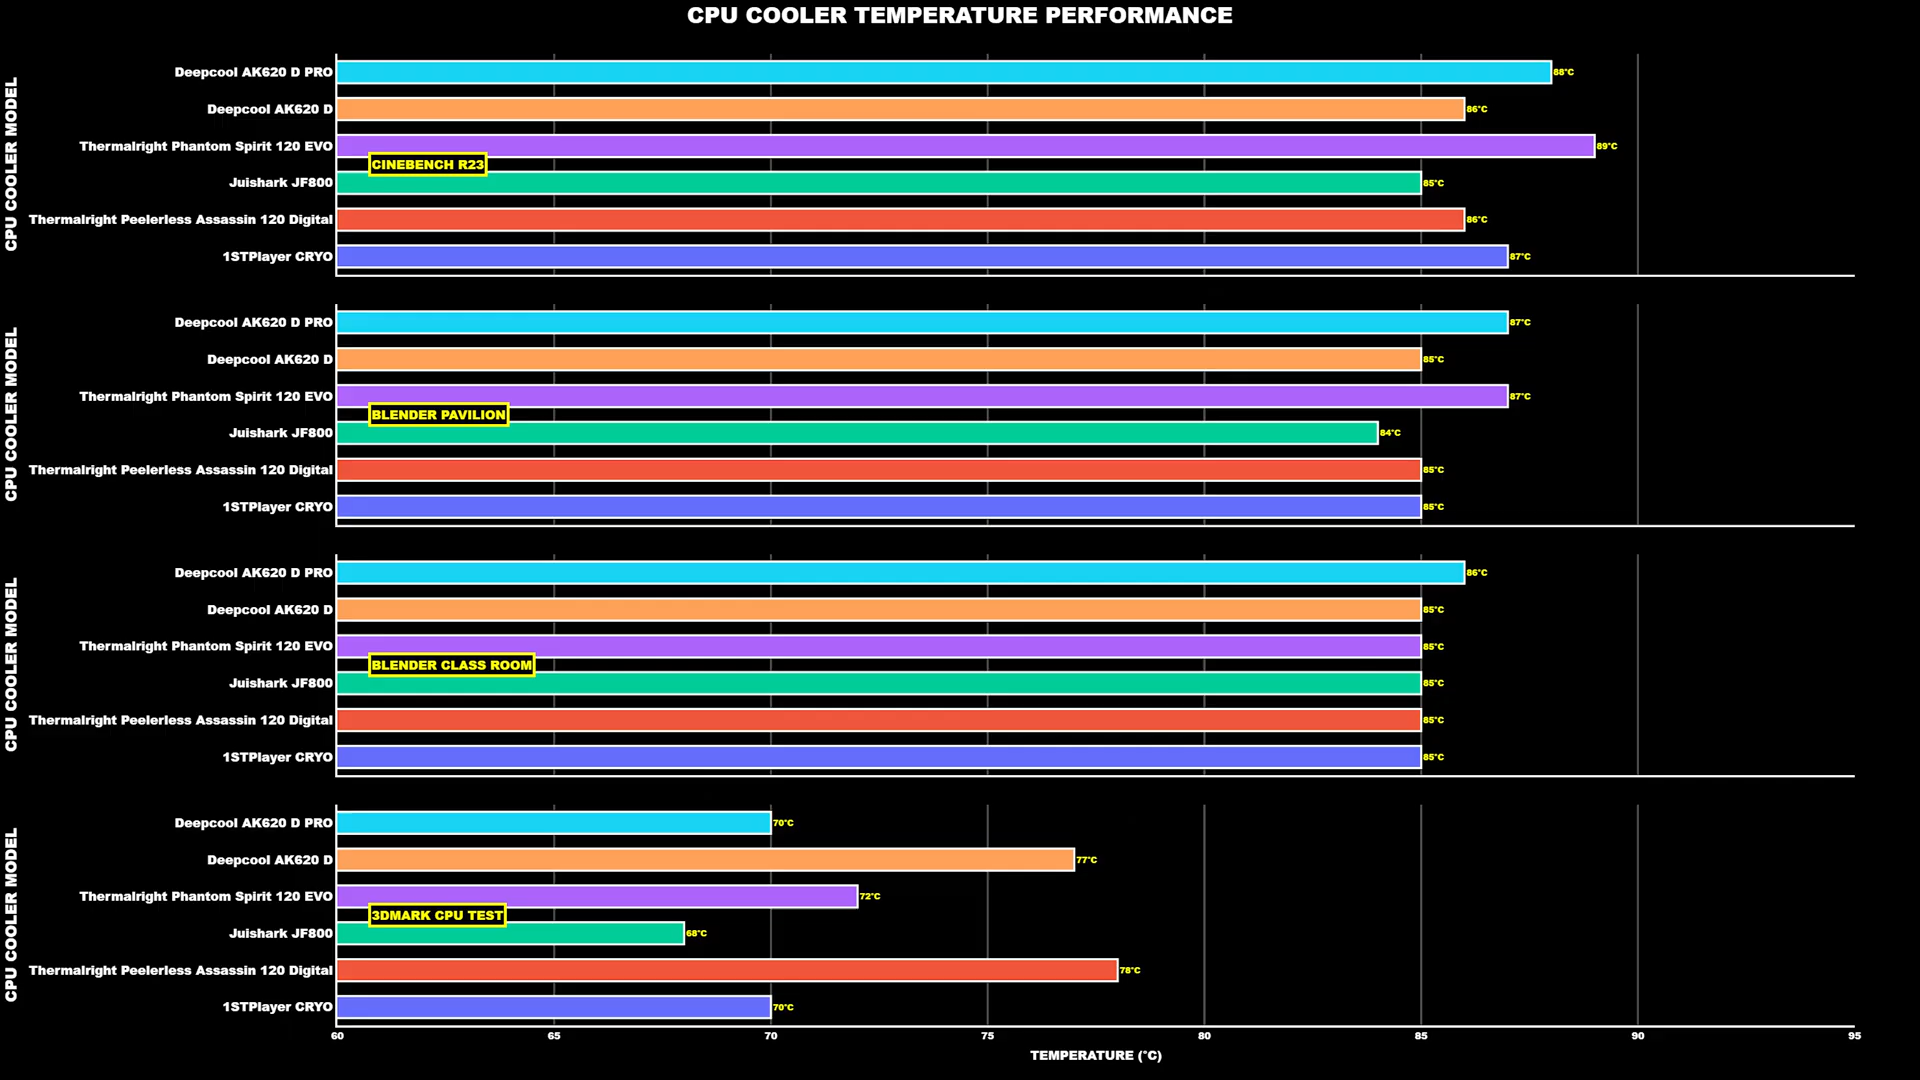 CPU COOLER TEMPERATURE PERFORMANCE
CPU COOLER MODEL
Deepcool AK620 D PRO 88°C
Deepcool AK620 D 86°C
Thermalright Phantom Spirit 120 EVO 89°C
CINEBENCH R23
Juishark JF800 85°C
Thermalright Peelerless Assassin 120 Digital 86°C
1STPlayer CRYO 87°C
CPU COOLER MODEL
Deepcool AK620 D PRO 87°C
Deepcool AK620 D 85°C
Thermalright Phantom Spirit 120 EVO 87°C
BLENDER PAVILION
Juishark JF800 84°C
Thermalright Peelerless Assassin 120 Digital 85°C
1STPlayer CRYO 85°C
CPU COOLER MODEL
Deepcool AK620 D PRO 86°C
Deepcool AK620 D 85°C
Thermalright Phantom Spirit 120 EVO 85°C
BLENDER CLASS ROOM
Juishark JF800 85°C
Thermalright Peelerless Assassin 120 Digital 85°C
1STPlayer CRYO 85°C
CPU COOLER MODEL
Deepcool AK620 D PRO 70°C
Deepcool AK620 D 77°C
Thermalright Phantom Spirit 120 EVO 72°C
3DMARK CPU TEST
Juishark JF800 68°C
Thermalright Peelerless Assassin 120 Digital 78°C
1STPlayer CRYO 70°C
60 65 70 75 80 85 90 95
TEMPERATURE (°C)